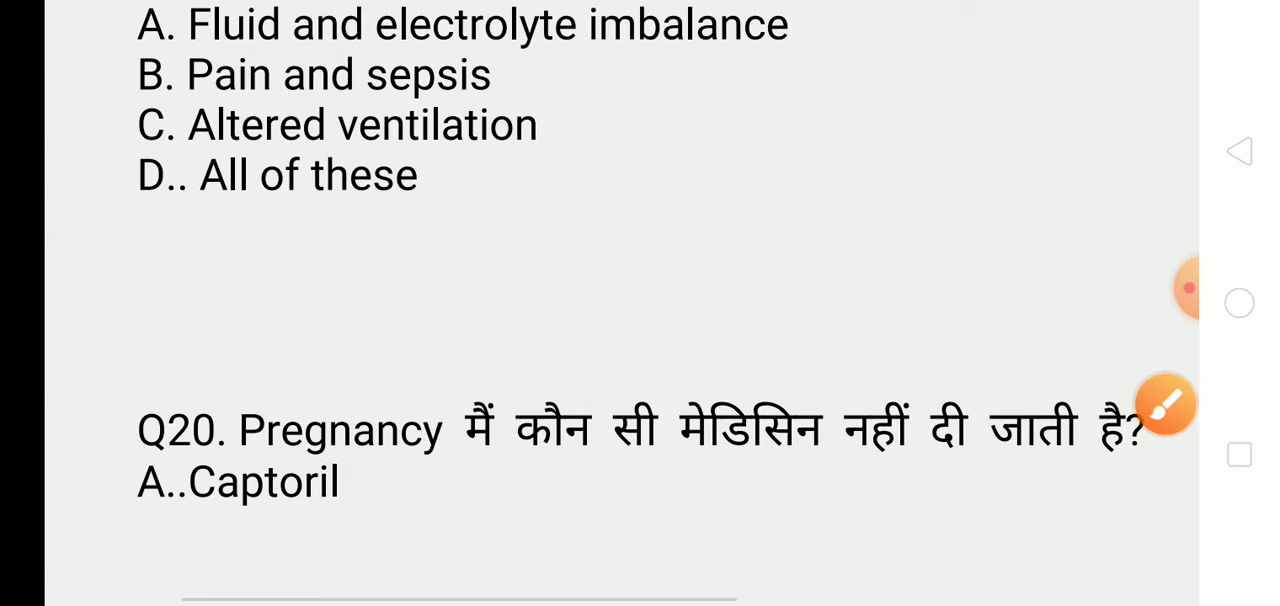 A. Fluid and electrolyte imbalance
B. Pain and sepsis
C. Altered ventilation
D.. All of these
Q20. Pregnancy मैं कौन सी मेडिसिन नहीं दी जाती है?
A..Captoril